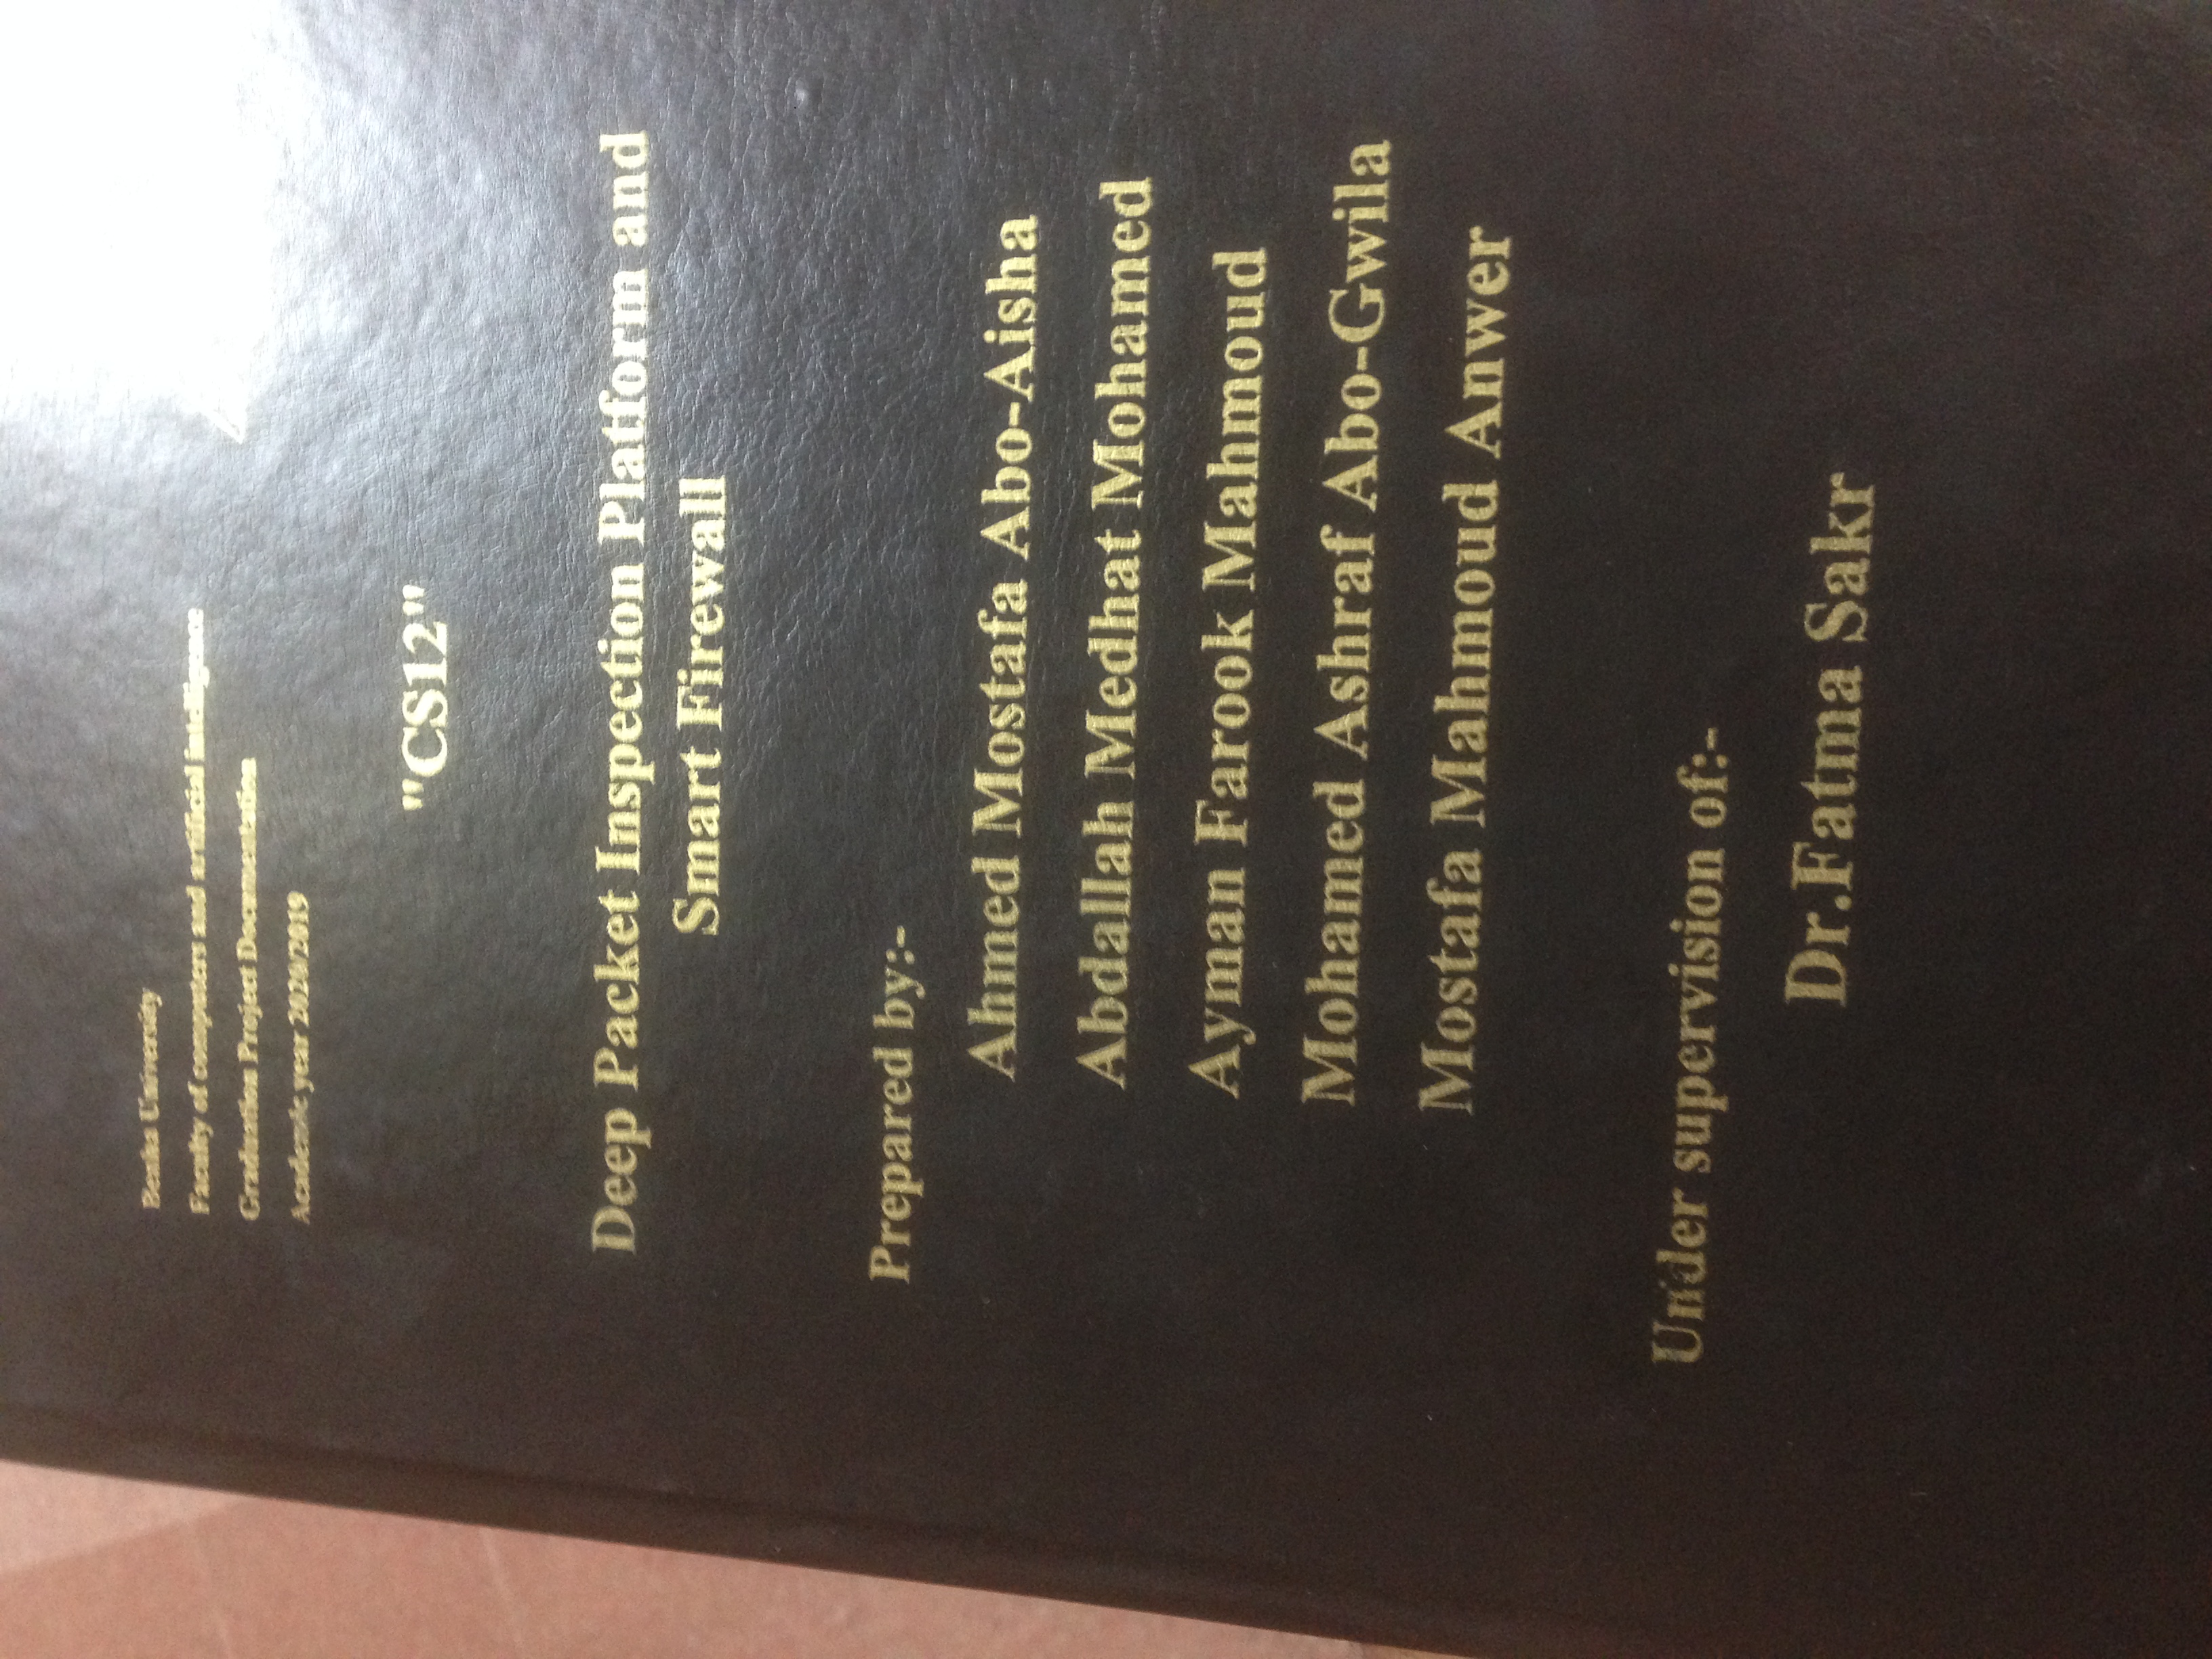 Benha University
Faculty of computers and artificial intelligence
Graduation Project Documentation
Academic year 2020/2019
"CS12"
Deep Packet Inspection Platform and
Smart Firewall
Prepared by:-
Ahmed Mostafa Abo-Aisha
Abdallah Medhat Mohamed
Ayman Farook Mahmoud
Mohamed Ashraf Abo-Gwila
Mostafa Mahmoud Anwer
Under supervision of:-
Dr.Fatma Sakr